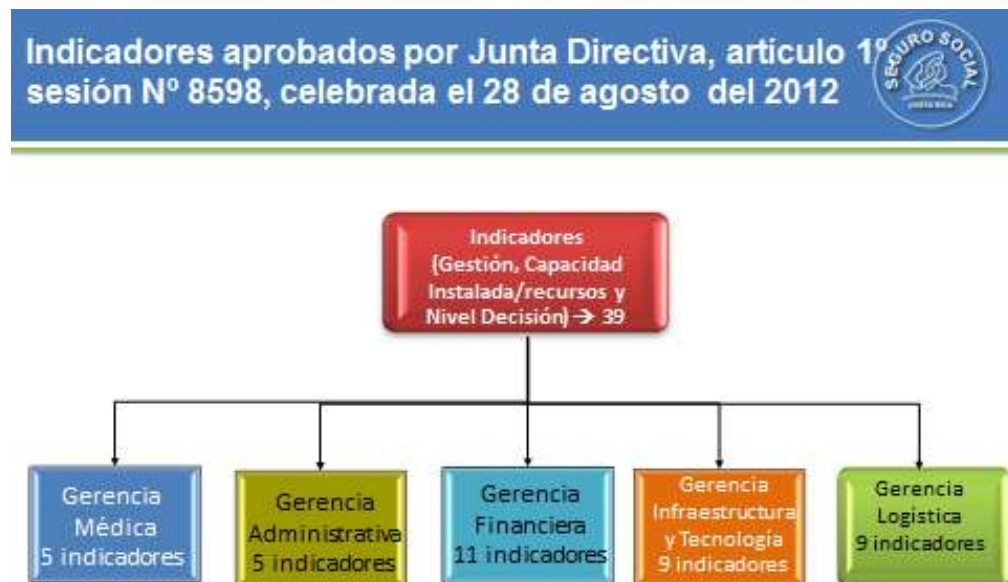 Indicadores aprobados por Junta Directiva, artículo 1º
sesión Nº 8598, celebrada el 28 de agosto del 2012
SEGURO SOCIAL
COSTA RICA
Indicadores
(Gestión, Capacidad
Instalada/recursos y
Nivel Decisión) → 39
Gerencia
Médica
5 indicadores
Gerencia
Administrativa
5 indicadores
Gerencia
Financiera
11 indicadores
Gerencia
Infraestructura
y Tecnología
9 indicadores
Gerencia
Logística
9 indicadores